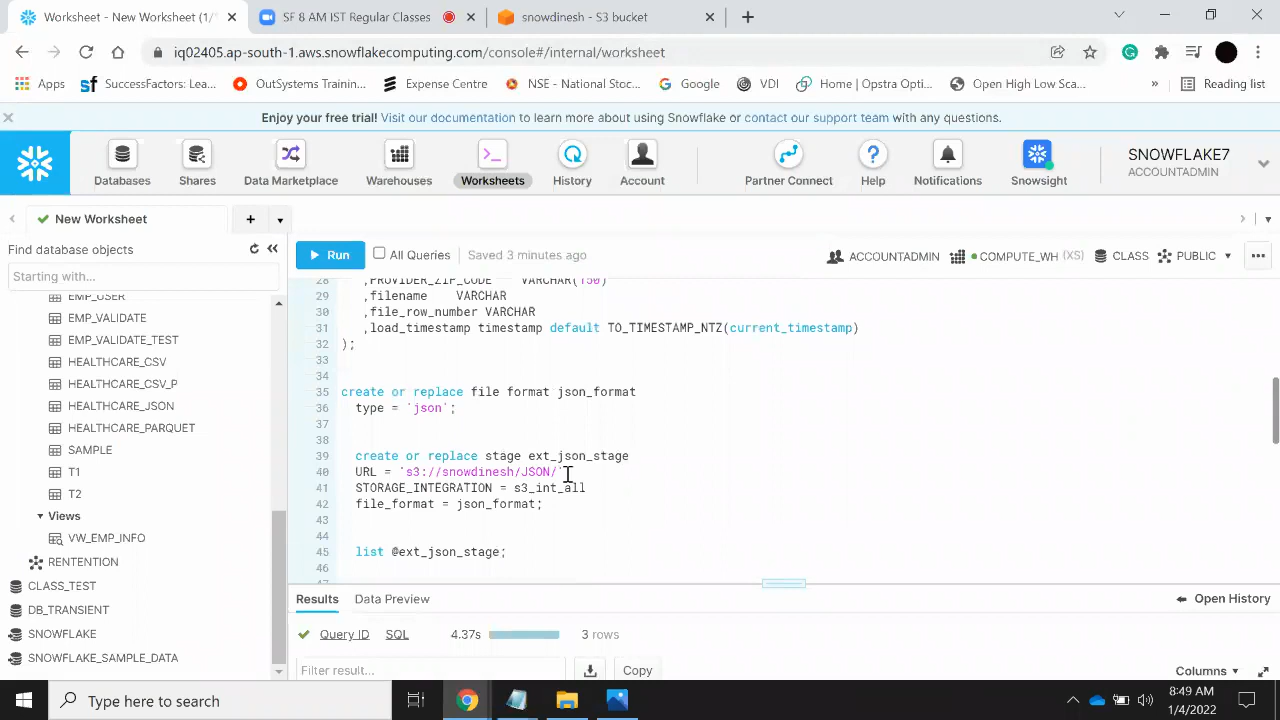 Worksheet - New Worksheet (1/
SF 8 AM IST Regular Classes
snowdinesh - S3 bucket
iq02405.ap-south-1.aws.snowflakecomputing.com/console#/internal/worksheet
Apps
SuccessFactors: Lea...
OutSystems Trainin...
Expense Centre
NSE - National Stoc...
Google
VDI
Home | Opstra Opti...
Open High Low Sca...
»
Reading list
Enjoy your free trial! Visit our documentation to learn more about using Snowflake or contact our support team with any questions.
Databases
Shares
Data Marketplace
Warehouses
Worksheets
History
Account
Partner Connect
Help
Notifications
Snowsight
SNOWFLAKE7
ACCOUNTADMIN
New Worksheet
Find database objects
Starting with...
Run
All Queries
Saved 3 minutes ago
ACCOUNTADMIN
COMPUTE_WH (XS)
CLASS
PUBLIC
EMP_USER
EMP_VALIDATE
EMP_VALIDATE_TEST
HEALTHCARE_CSV
HEALTHCARE_CSV_P
HEALTHCARE_JSON
HEALTHCARE_PARQUET
SAMPLE
T1
T2
Views
VW_EMP_INFO
RENTENTION
CLASS_TEST
DB_TRANSIENT
SNOWFLAKE
SNOWFLAKE_SAMPLE_DATA
28 ,PROVIDER_ZIP_CODE VARCHAR(150)
29 ,filename VARCHAR
30 ,file_row_number VARCHAR
31 ,load_timestamp timestamp default TO_TIMESTAMP_NTZ(current_timestamp)
32 );
33
34
35 create or replace file format json_format
36 type = 'json';
37
38
39 create or replace stage ext_json_stage
40 URL = 's3://snowdinesh/JSON/'
41 STORAGE_INTEGRATION = s3_int_all
42 file_format = json_format;
43
44
45 list @ext_json_stage;
46
Results
Data Preview
Open History
Query ID
SQL
4.37s
3 rows
Filter result...
Copy
Columns
Type here to search
8:49 AM
1/4/2022